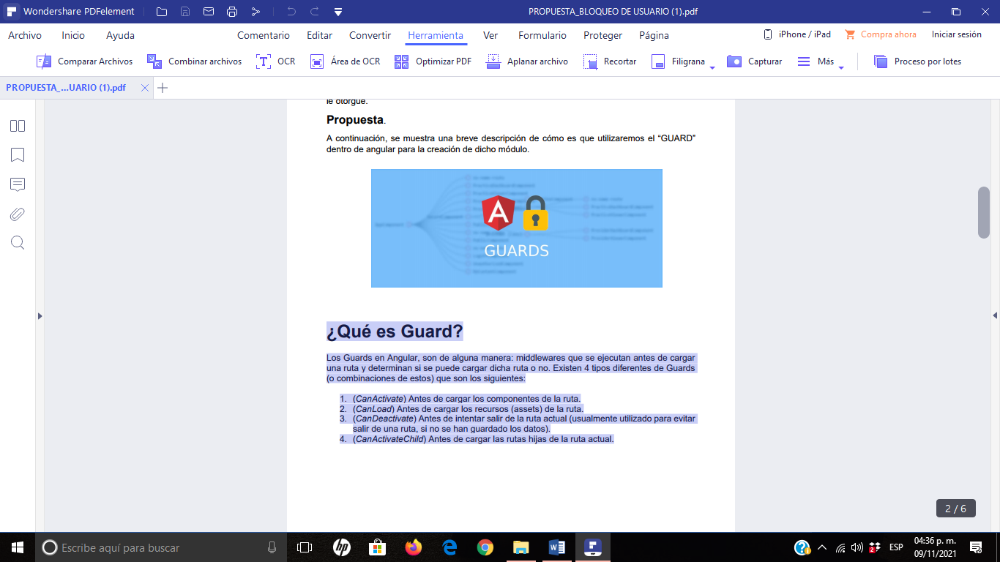 Wondershare PDFelement
PROPUESTA_BLOQUEO DE USUARIO (1).pdf
Archivo Inicio Ayuda Comentario Editar Convertir Herramienta Ver Formulario Proteger Página iPhone / iPad Compra ahora Iniciar sesión
Comparar Archivos Combinar archivos OCR Área de OCR Optimizar PDF Aplanar archivo Recortar Filigrana Capturar Más Proceso por lotes
PROPUESTA_...UARIO (1).pdf
le otorgue.
Propuesta.
A continuación, se muestra una breve descripción de cómo es que utilizaremos el “GUARD”
dentro de angular para la creación de dicho módulo.
A
GUARDS
¿Qué es Guard?
Los Guards en Angular, son de alguna manera: middlewares que se ejecutan antes de cargar
una ruta y determinan si se puede cargar dicha ruta o no. Existen 4 tipos diferentes de Guards
(o combinaciones de estos) que son los siguientes:
1. (CanActivate) Antes de cargar los componentes de la ruta.
2. (CanLoad) Antes de cargar los recursos (assets) de la ruta.
3. (CanDeactivate) Antes de intentar salir de la ruta actual (usualmente utilizado para evitar
salir de una ruta, si no se han guardado los datos).
4. (CanActivateChild) Antes de cargar las rutas hijas de la ruta actual.
2 / 6
Escribe aquí para buscar
hp
2
ESP
04:36 p. m.
09/11/2021